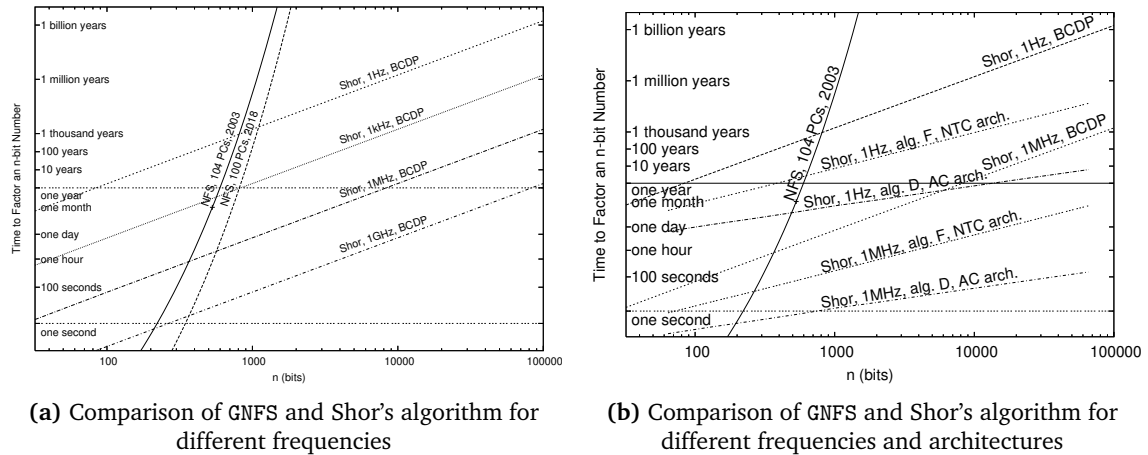 1 billion years
1 million years
1 thousand years
100 years
10 years
one year
one month
one day
one hour
100 seconds
one second
Time to Factor an n-bit Number
NFS, 104 PCs, 2003
NFS, 100 PCs, 2018
Shor, 1Hz, BCDP
Shor, 1kHz, BCDP
Shor, 1MHz, BCDP
Shor, 1GHz, BCDP
100 1000 10000 100000
n (bits)
(a) Comparison of GNFS and Shor's algorithm for
different frequencies
1 billion years
1 million years
1 thousand years
100 years
10 years
one year
one month
one day
one hour
100 seconds
one second
Time to Factor an n-bit Number
NFS, 104 PCs, 2003
Shor, 1Hz, BCDP
Shor, 1Hz, alg. F, NTC arch.
Shor, 1MHz, BCDP
Shor, 1Hz, alg. D, AC arch.
Shor, 1MHz, alg. F, NTC arch.
Shor, 1MHz, alg. D, AC arch.
100 1000 10000 100000
n (bits)
(b) Comparison of GNFS and Shor's algorithm for
different frequencies and architectures